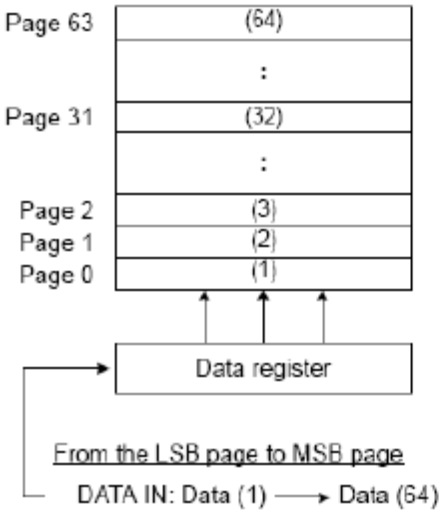 Page 63 (64)
:
Page 31 (32)
:
Page 2 (3)
Page 1 (2)
Page 0 (1)
Data register
From the LSB page to MSB page
DATA IN: Data (1) → Data (64)